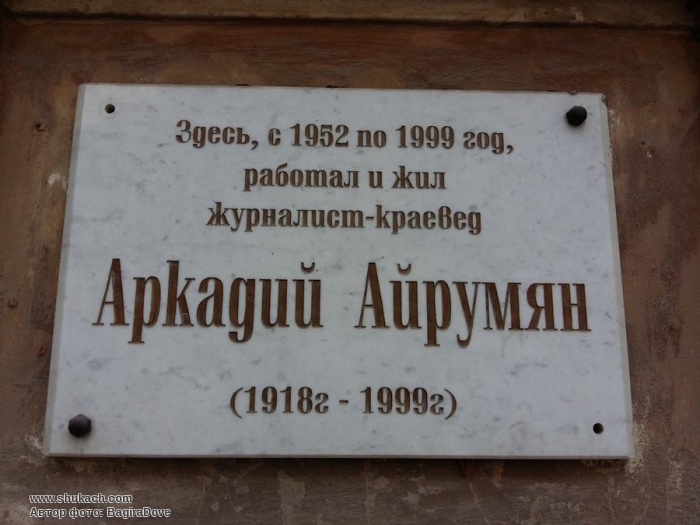 Здесь, с 1952 по 1999 год,
работал и жил
журналист-краевед
Аркадий Айрумян
(1918г - 1999г)
www.shukach.com
Автор фото: BagiraDove